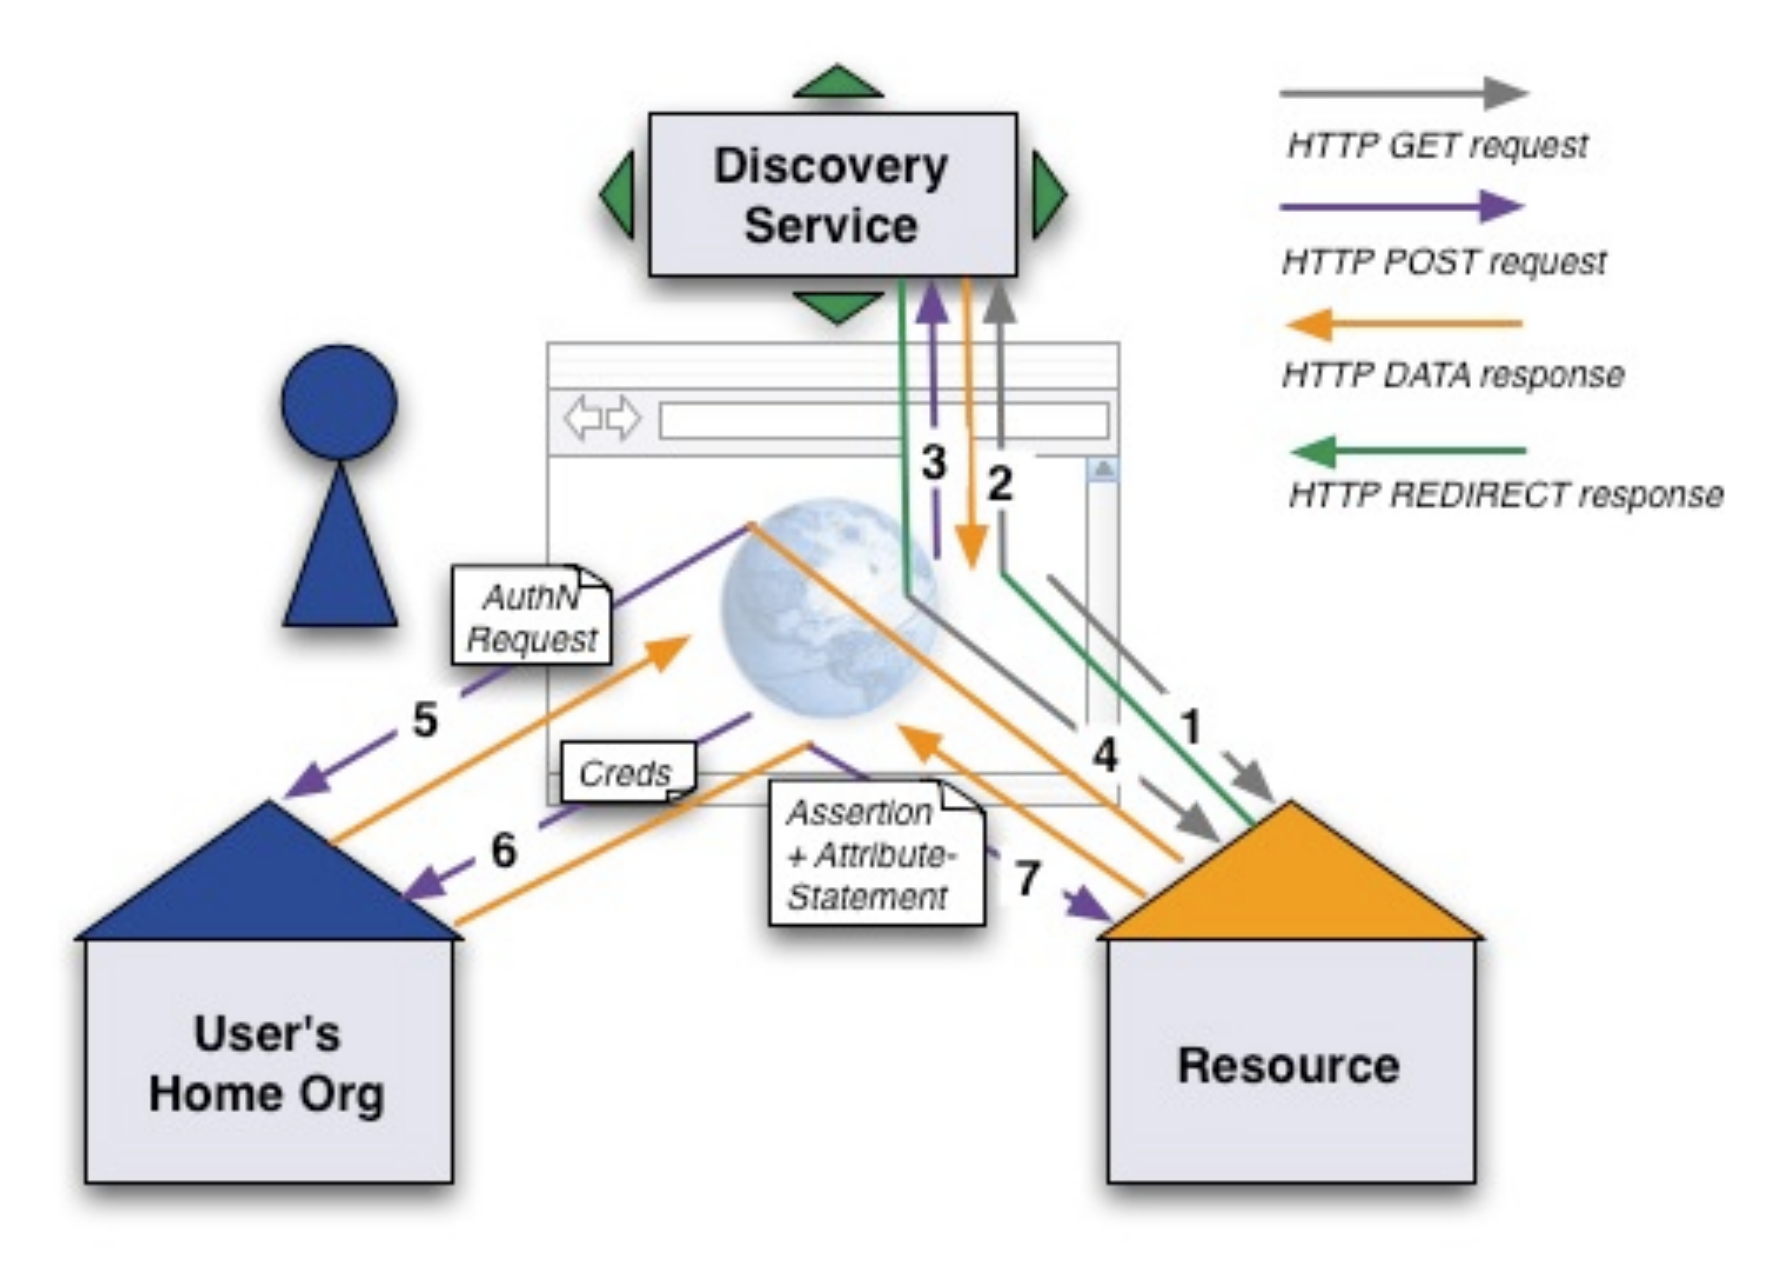 Discovery
Service
HTTP GET request
HTTP POST request
HTTP DATA response
HTTP REDIRECT response
3
2
AuthN
Request
5
1
4
Creds
6
Assertion
+ Attribute-
Statement
7
User's
Home Org
Resource